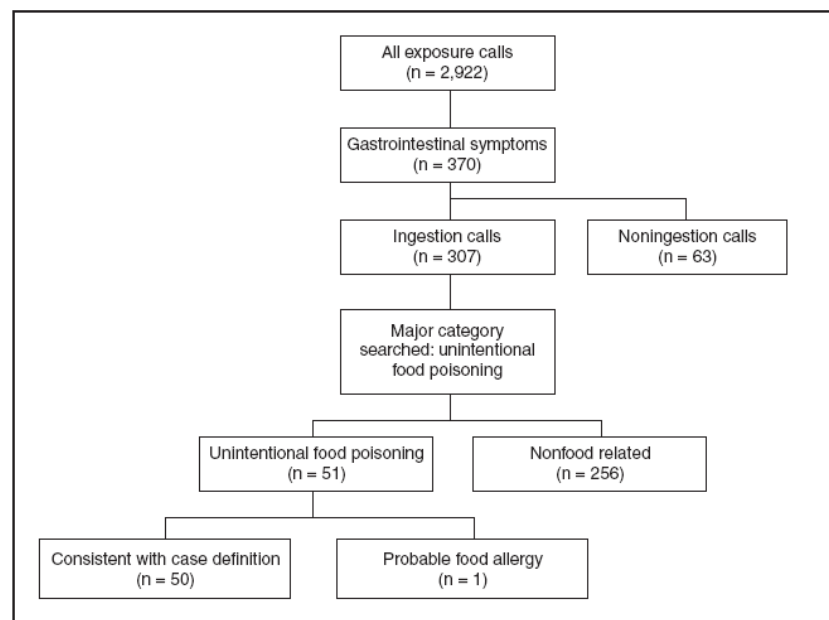 All exposure calls
(n = 2,922)
Gastrointestinal symptoms
(n = 370)
Ingestion calls
(n = 307)
Noningestion calls
(n = 63)
Major category
searched: unintentional
food poisoning
Unintentional food poisoning
(n = 51)
Nonfood related
(n = 256)
Consistent with case definition
(n = 50)
Probable food allergy
(n = 1)